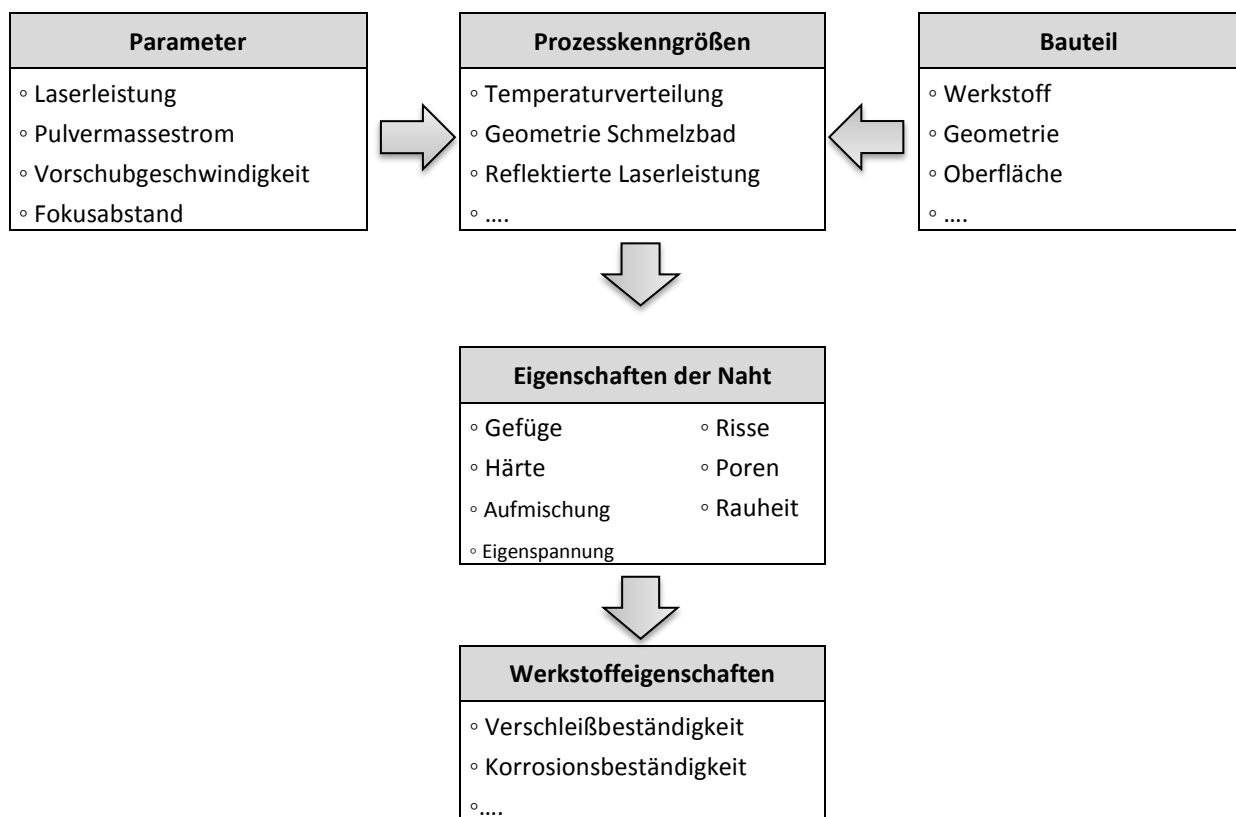 Parameter
◦ Laserleistung
◦ Pulvermassestrom
◦ Vorschubgeschwindigkeit
◦ Fokusabstand
Prozesskenngrößen
◦ Temperaturverteilung
◦ Geometrie Schmelzbad
◦ Reflektierte Laserleistung
◦ ....
Bauteil
◦ Werkstoff
◦ Geometrie
◦ Oberfläche
◦ ....
Eigenschaften der Naht
◦ Gefüge
◦ Härte
◦ Aufmischung
◦ Eigenspannung
◦ Risse
◦ Poren
◦ Rauheit
Werkstoffeigenschaften
◦ Verschleißbeständigkeit
◦ Korrosionsbeständigkeit
◦....